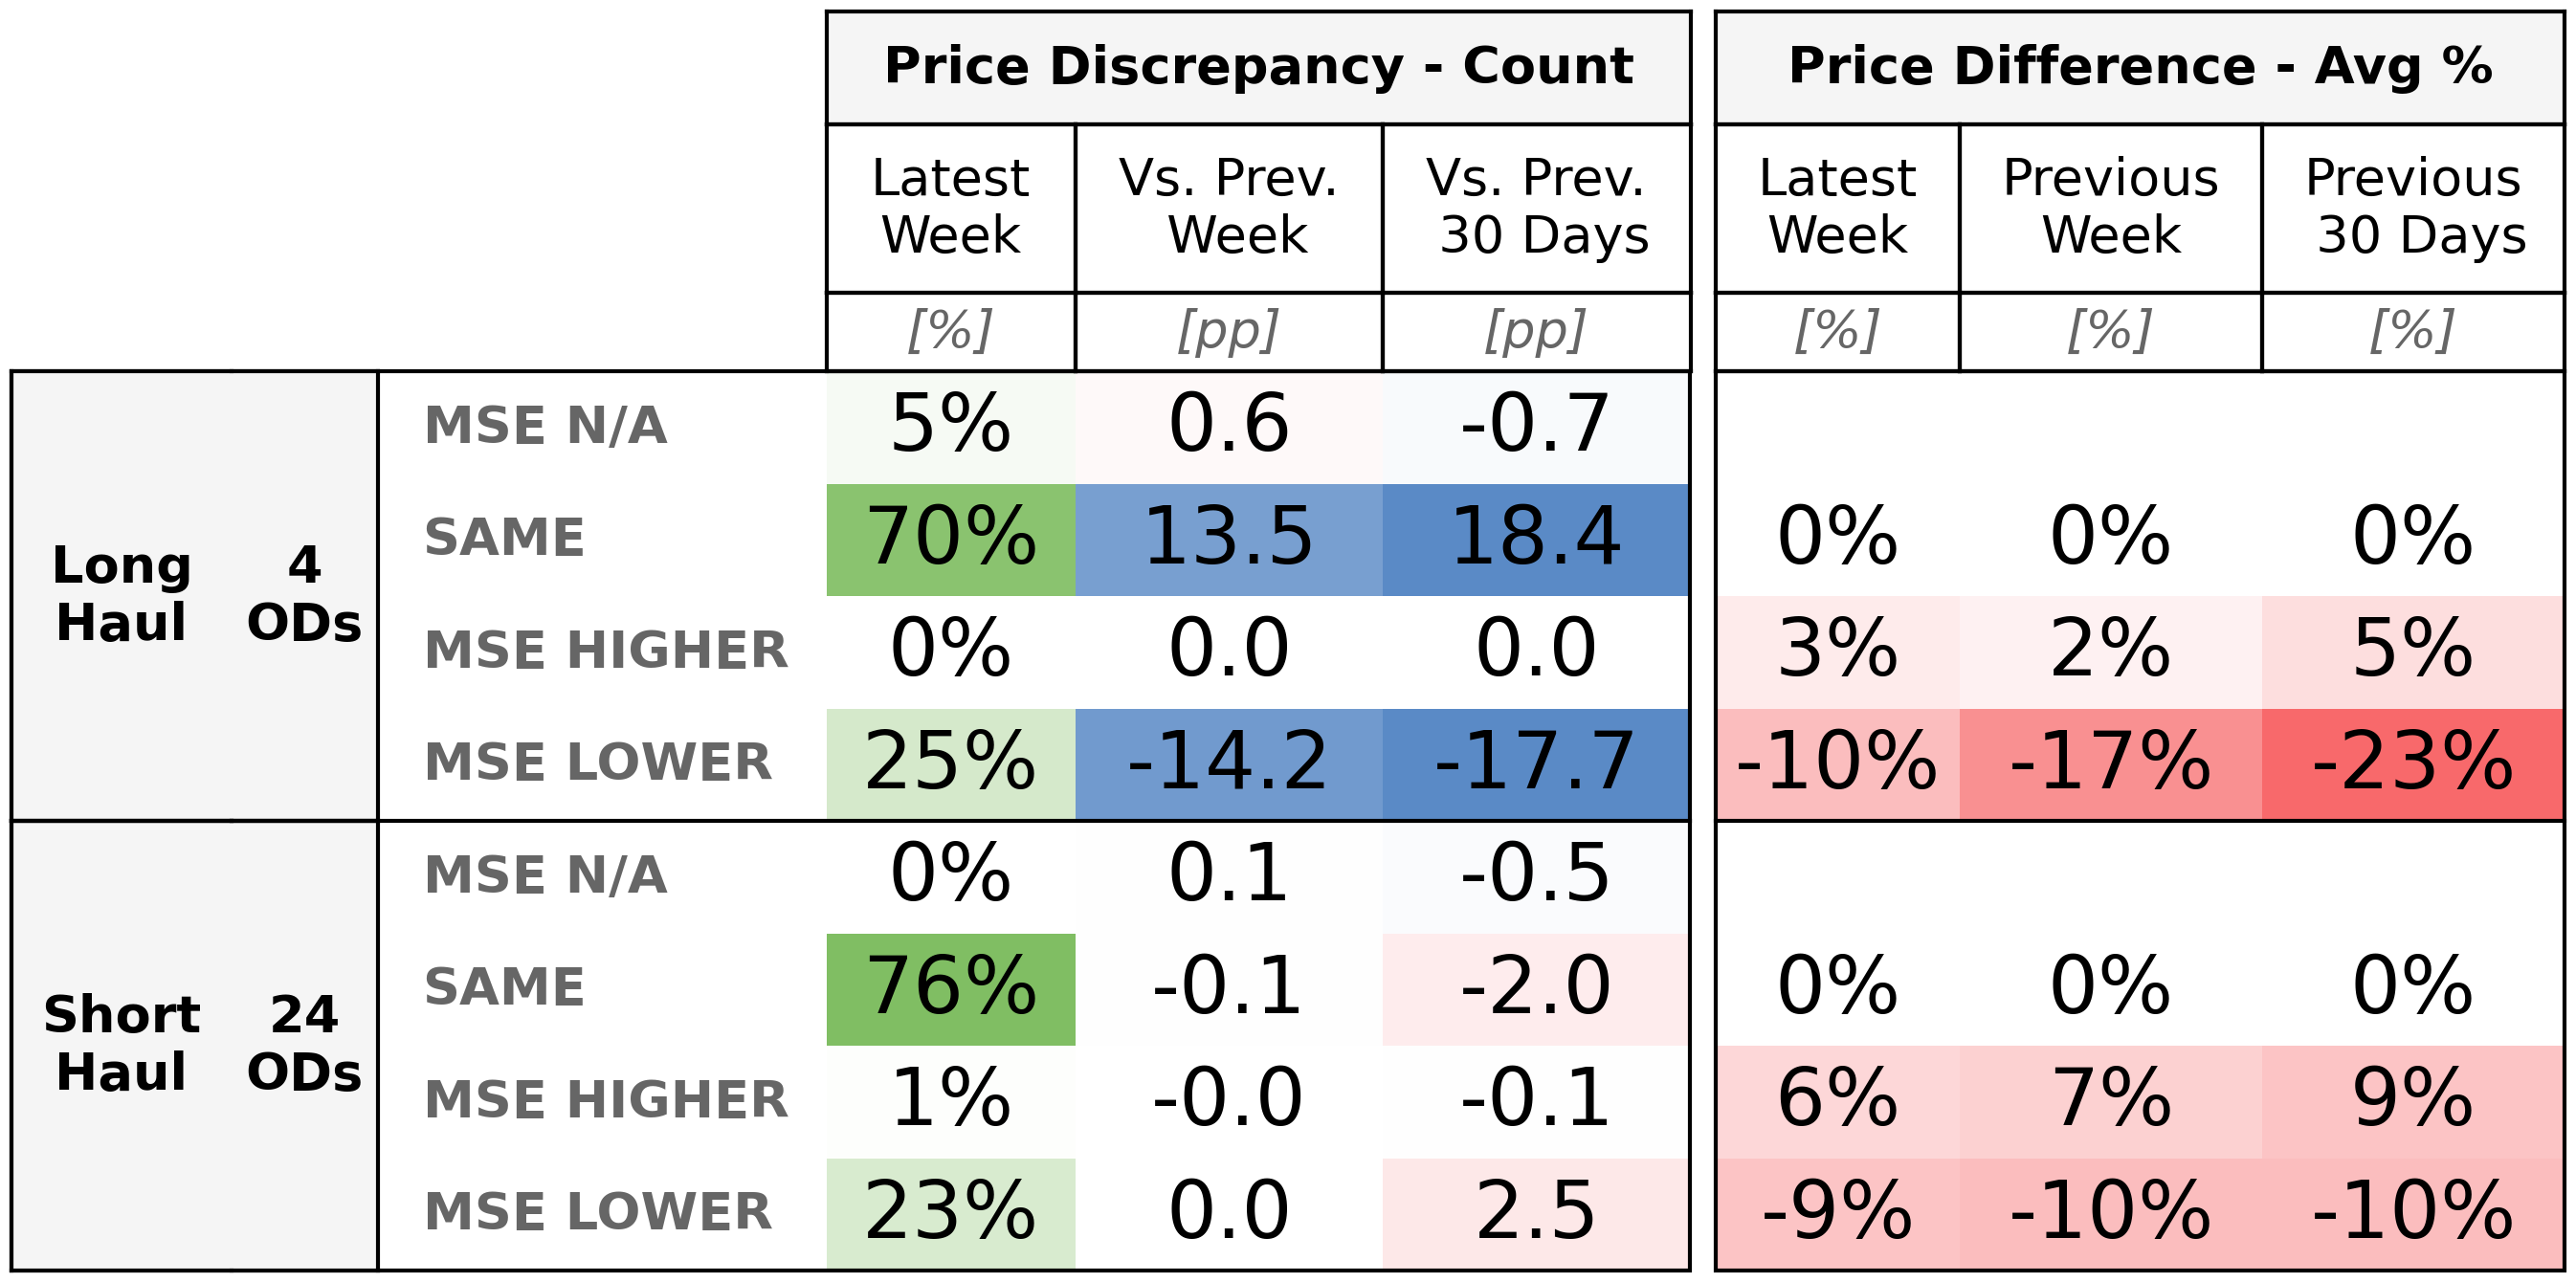 Price Discrepancy - Count Price Difference - Avg %
Latest Week Vs. Prev. Week Vs. Prev. 30 Days Latest Week Previous Week Previous 30 Days
[%] [pp] [pp] [%] [%] [%]
Long Haul 4 ODs
MSE N/A 5% 0.6 -0.7
SAME 70% 13.5 18.4 0% 0% 0%
MSE HIGHER 0% 0.0 0.0 3% 2% 5%
MSE LOWER 25% -14.2 -17.7 -10% -17% -23%
Short Haul 24 ODs
MSE N/A 0% 0.1 -0.5
SAME 76% -0.1 -2.0 0% 0% 0%
MSE HIGHER 1% -0.0 -0.1 6% 7% 9%
MSE LOWER 23% 0.0 2.5 -9% -10% -10%